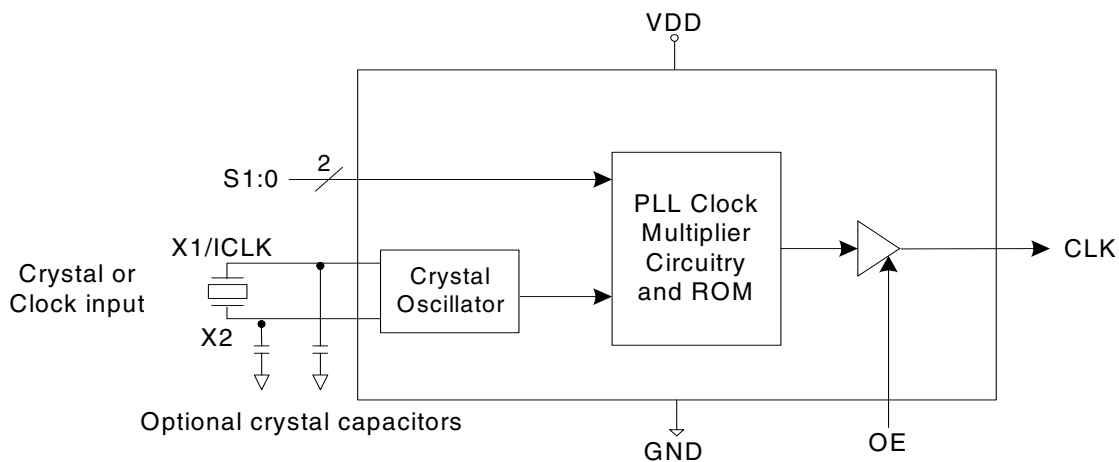 VDD
2
S1:0
PLL Clock
Multiplier
Circuitry
and ROM
CLK
X1/ICLK
Crystal or
Clock input
Crystal
Oscillator
X2
Optional crystal capacitors
GND
OE